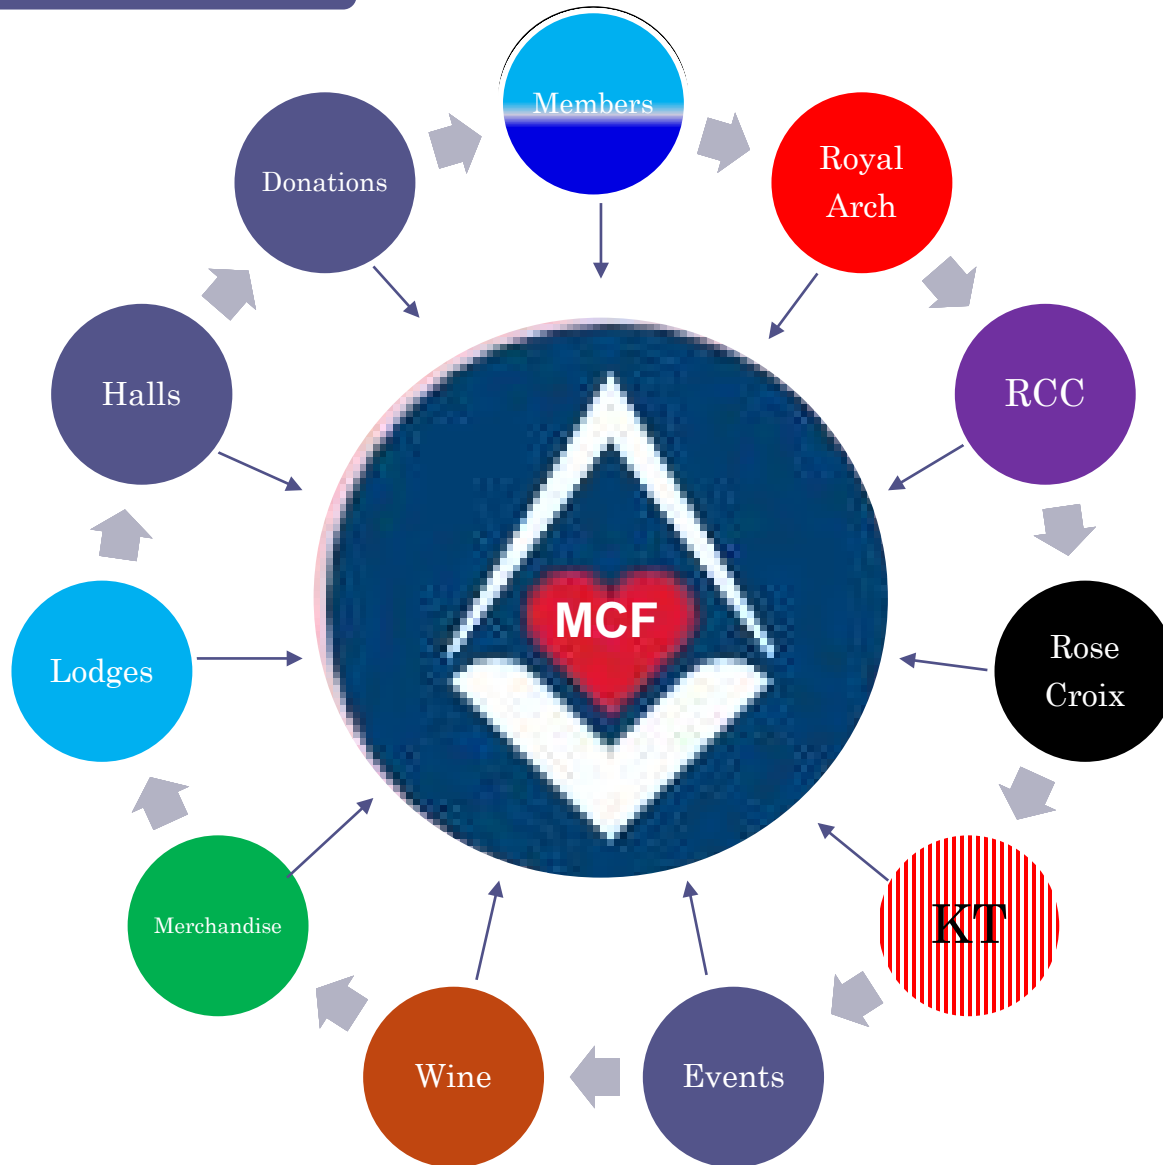 Members
Royal
Arch
RCC
Rose
Croix
KT
Events
Wine
Merchandise
Lodges
Halls
Donations
MCF